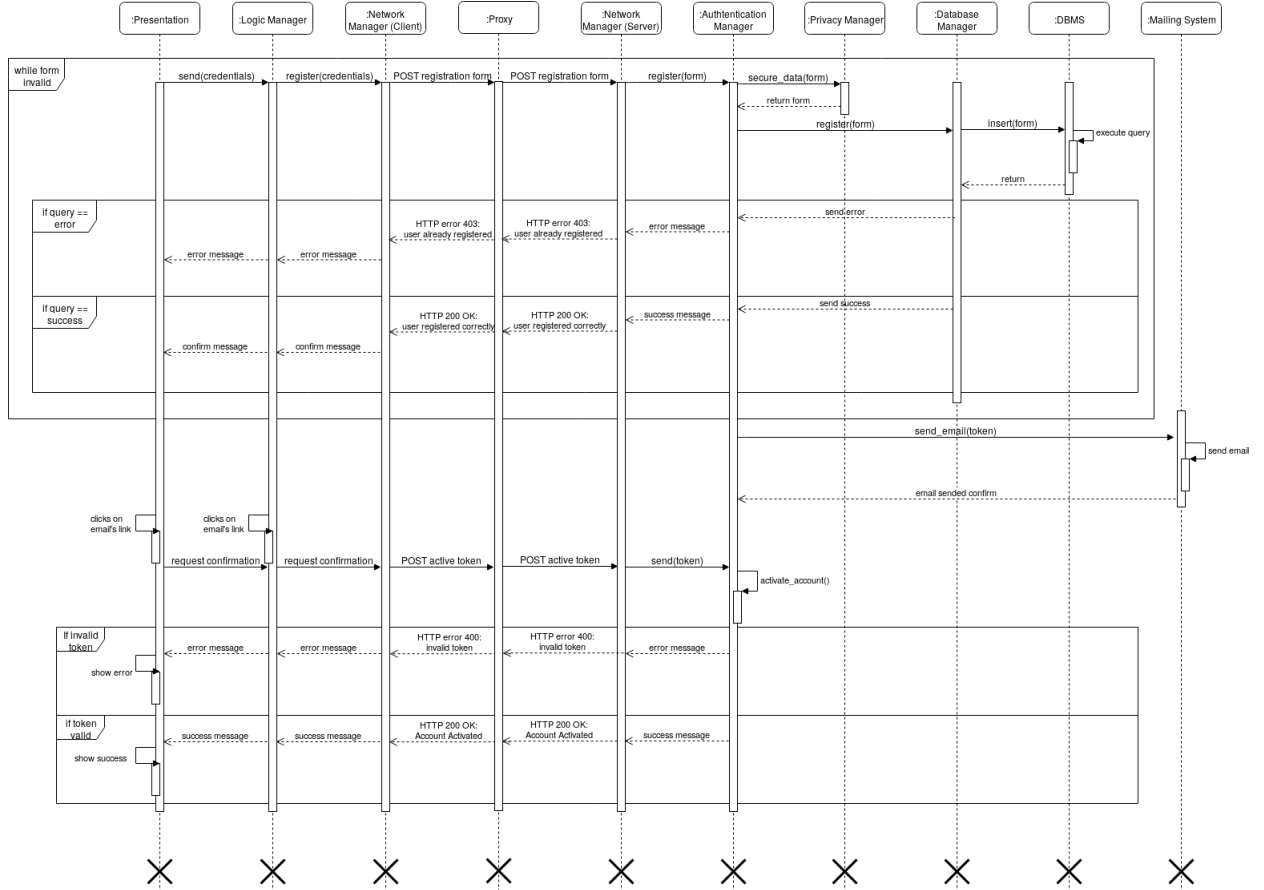 :Presentation
:Logic Manager
:Network
Manager (Client)
:Proxy
:Network
Manager (Server)
:Authtentication
Manager
:Privacy Manager
:Database
Manager
:DBMS
:Mailing System
while form
invalid
send(credentials)
register(credentials)
POST registration form
POST registration form
register(form)
secure_data(form)
return form
register(form)
insert(form)
execute query
return
if query ==
error
send error
error message
HTTP error 403:
user already registered
HTTP error 403:
user already registered
error message
error message
if query ==
success
send success
success message
HTTP 200 OK:
user registered correctly
HTTP 200 OK:
user registered correctly
confirm message
confirm message
send_email(token)
send email
email sended confirm
clicks on
email's link
clicks on
email's link
request confirmation
request confirmation
POST active token
POST active token
send(token)
activate_account()
If invalid
token
error message
error message
HTTP error 400:
invalid token
HTTP error 400:
invalid token
error message
show error
if token
valid
success message
success message
HTTP 200 OK:
Account Activated
HTTP 200 OK:
Account Activated
success message
show success